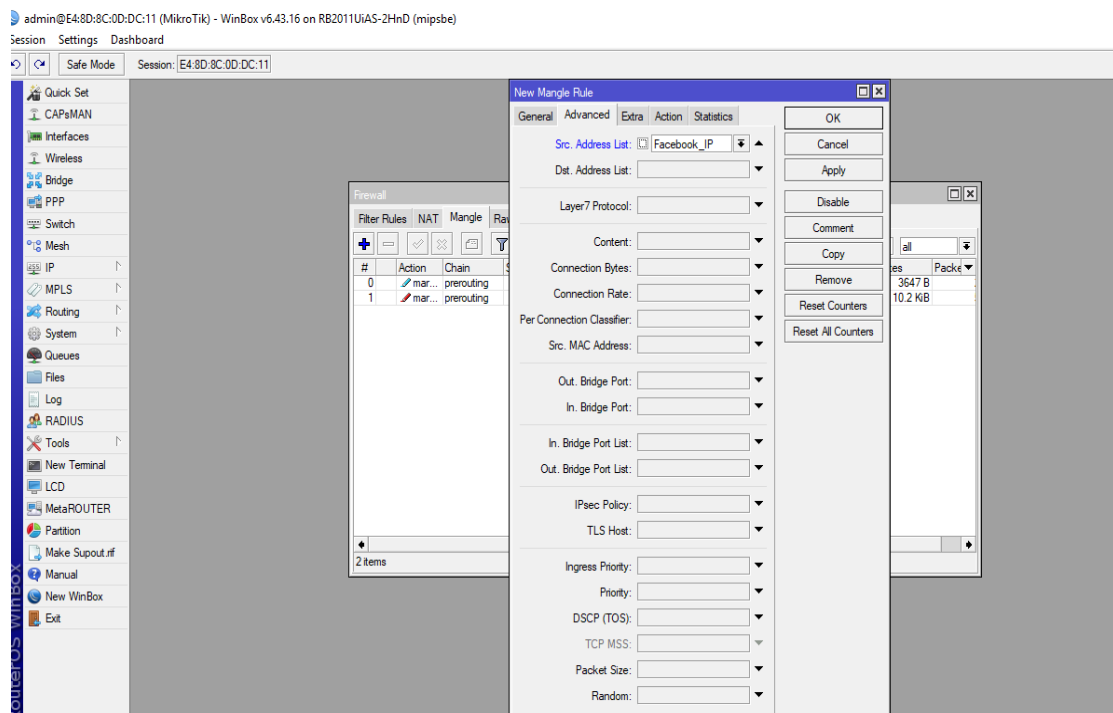 admin@E4:8D:8C:0D:DC:11 (MikroTik) - WinBox v6.43.16 on RB2011UiAS-2HnD (mipsbe)
Session Settings Dashboard
Safe Mode Session: E4:8D:8C:0D:DC:11
Quick Set
CAPsMAN
Interfaces
Wireless
Bridge
PPP
Switch
Mesh
IP
MPLS
Routing
System
Queues
Files
Log
RADIUS
Tools
New Terminal
LCD
MetaROUTER
Partition
Make Supout.rif
Manual
New WinBox
Exit
RouterOS WinBox
Firewall
Filter Rules NAT Mangle Raw
all
# Action Chain S es Packe
0 mar... prerouting 3647 B
1 mar... prerouting 10.2 KiB
2 items
New Mangle Rule
General Advanced Extra Action Statistics
Src. Address List: Facebook_IP
Dst. Address List:
Layer7 Protocol:
Content:
Connection Bytes:
Connection Rate:
Per Connection Classifier:
Src. MAC Address:
Out. Bridge Port:
In. Bridge Port:
In. Bridge Port List:
Out. Bridge Port List:
IPsec Policy:
TLS Host:
Ingress Priority:
Priority:
DSCP (TOS):
TCP MSS:
Packet Size:
Random:
OK
Cancel
Apply
Disable
Comment
Copy
Remove
Reset Counters
Reset All Counters